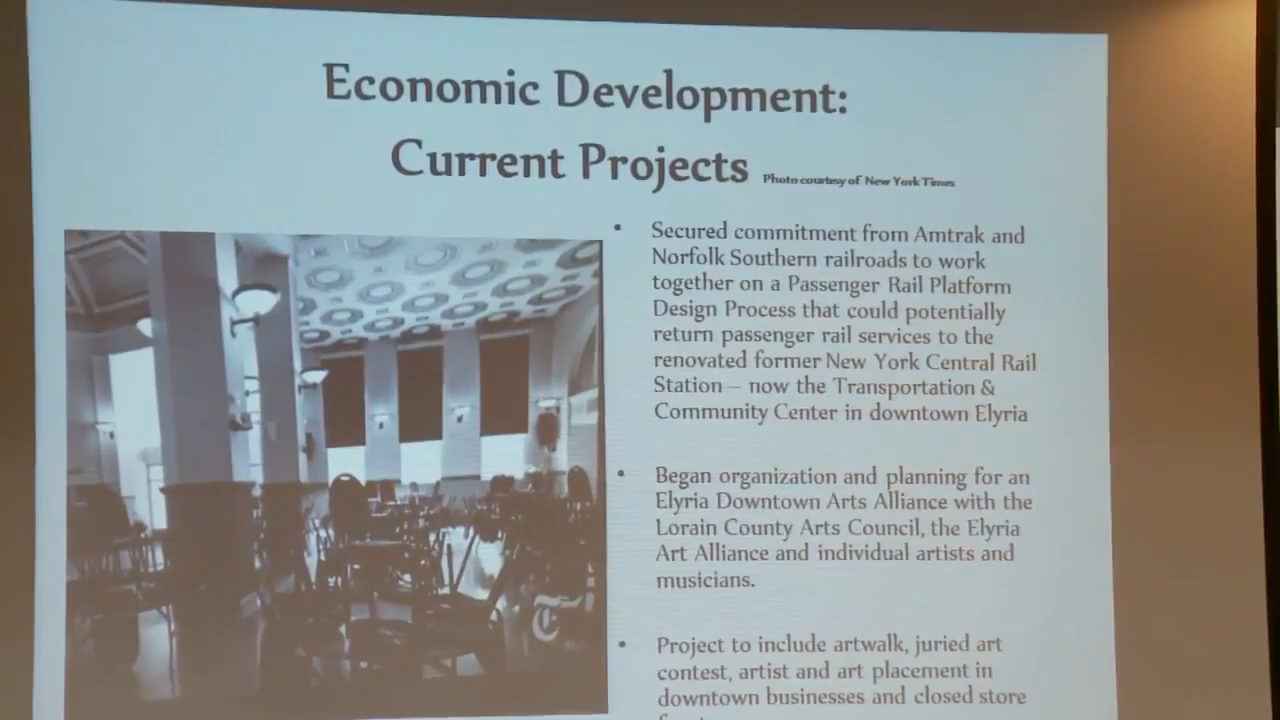 Economic Development:
Current Projects Photo courtesy of New York Times
• Secured commitment from Amtrak and
Norfolk Southern railroads to work
together on a Passenger Rail Platform
Design Process that could potentially
return passenger rail services to the
renovated former New York Central Rail
Station – now the Transportation &
Community Center in downtown Elyria
• Began organization and planning for an
Elyria Downtown Arts Alliance with the
Lorain County Arts Council, the Elyria
Art Alliance and individual artists and
musicians.
• Project to include artwalk, juried art
contest, artist and art placement in
downtown businesses and closed store